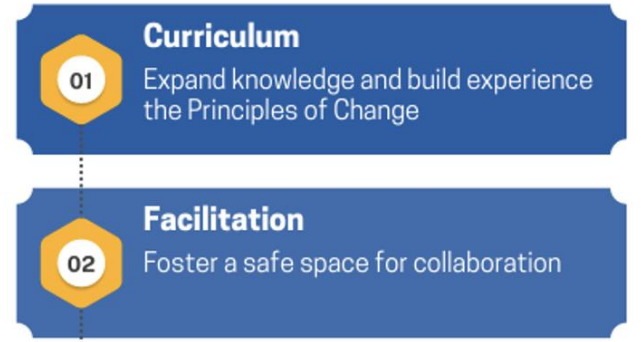 Curriculum
01
Expand knowledge and build experience
the Principles of Change
Facilitation
02
Foster a safe space for collaboration